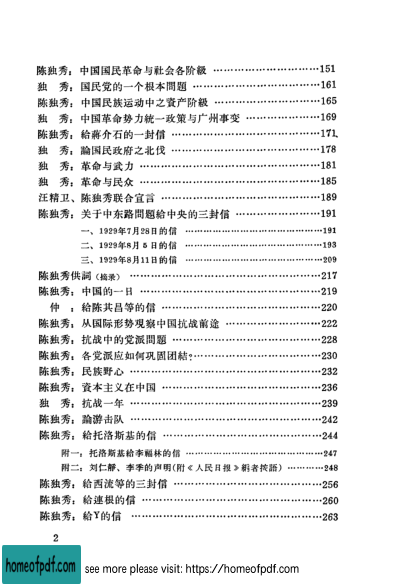 陈独秀：中国国民革命与社会各阶級 …………………………151
独　秀：国民党的一个根本問題 …………………………161
陈独秀：中国民族运动中之資产阶級 …………………………165
独　秀：中国革命势力統一政策与广州事变 …………………………169
陈独秀：給蔣介石的一封信 …………………………171
独　秀：論国民政府之北伐 …………………………178
独　秀：革命与武力 …………………………181
独　秀：革命与民众 …………………………185
汪精卫、陈独秀联合宣言 …………………………189
陈独秀：关于中东路問題給中央的三封信 …………………………191
一、1929年7月28日的信 …………………………191
二、1929年8月5日的信 …………………………193
三、1929年8月11日的信 …………………………209
陈独秀供詞（摘录） …………………………217
陈独秀：中国的一日 …………………………219
仲　：給陈其昌等的信 …………………………220
陈独秀：从国际形势观察中国抗战前途 …………………………222
陈独秀：抗战中的党派問題 …………………………228
陈独秀：各党派应如何巩固团結？…………………………230
陈独秀：民族野心 …………………………232
陈独秀：資本主义在中国 …………………………236
独　秀：抗战一年 …………………………239
陈独秀：論游击队 …………………………242
陈独秀：給托洛斯基的信 …………………………244
附一：托洛斯基給李福林的信 …………………………247
附二：刘仁静、李季的声明（附《人民日报》編者按語） …………248
陈独秀：給西流等的三封信 …………………………256
陈独秀：給連根的信 …………………………260
陈独秀：給Y的信 …………………………263
2
homeofpdf.com
see more please visit: https://homeofpdf.com